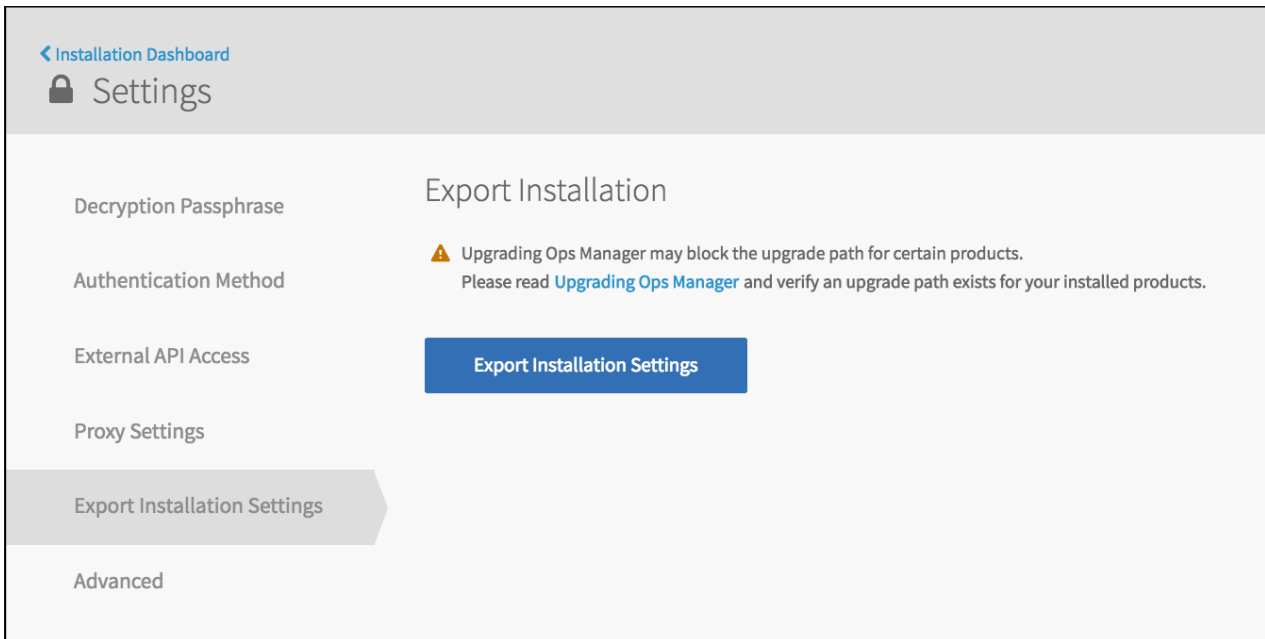 Installation Dashboard
Settings
Decryption Passphrase
Authentication Method
External API Access
Proxy Settings
Export Installation Settings
Advanced
Export Installation
Upgrading Ops Manager may block the upgrade path for certain products.
Please read Upgrading Ops Manager and verify an upgrade path exists for your installed products.
Export Installation Settings